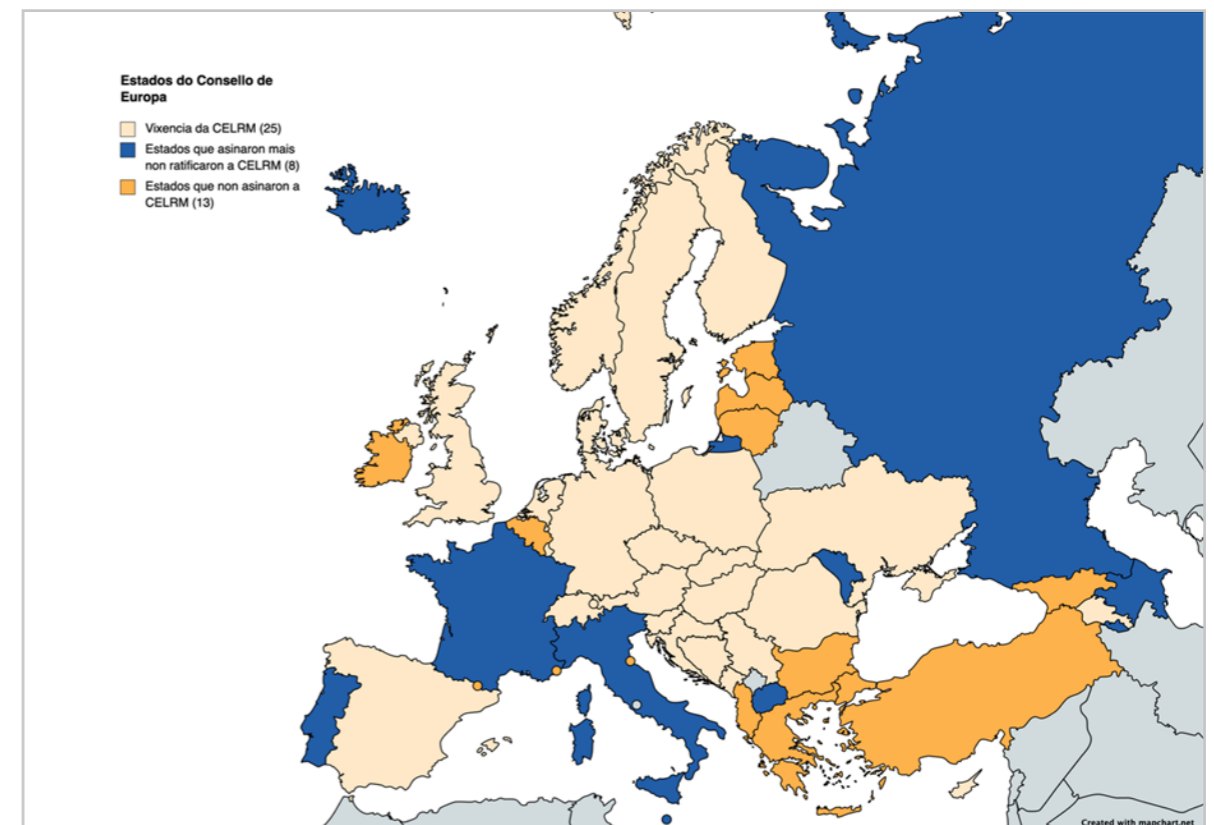 Estados do Consello de
Europa
Vixencia da CELRM (25)
Estados que asinaron mais
non ratificaron a CELRM (8)
Estados que non asinaron a
CELRM (13)
Created with mapchart.net